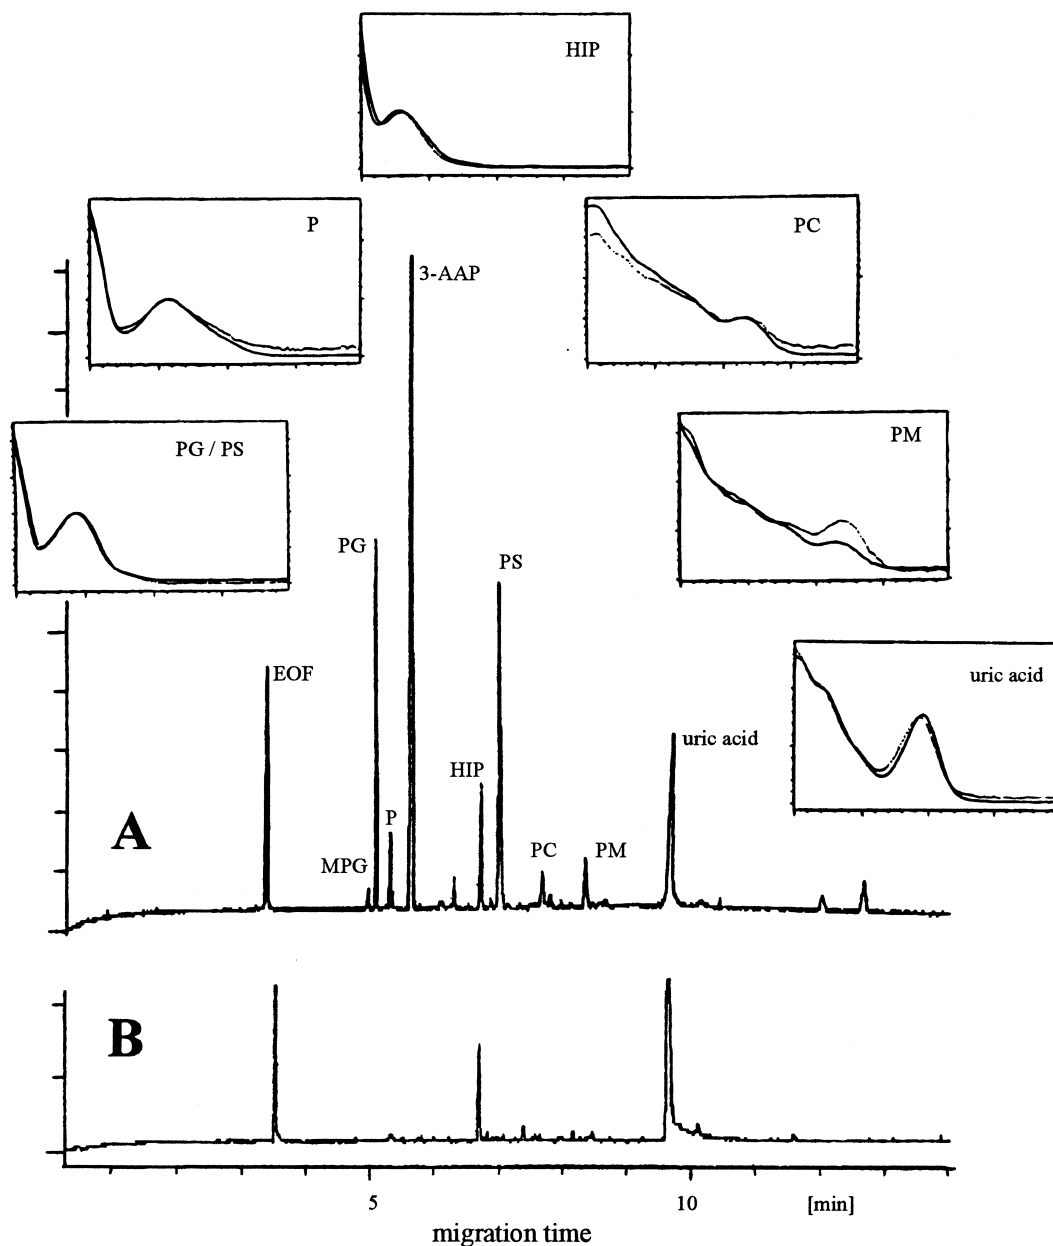 HIP
P
PC
3-AAP
PG / PS
PM
PG
PS
EOF
uric acid
uric acid
HIP
P
A
MPG
PC
PM
B
5
10
[min]
migration time